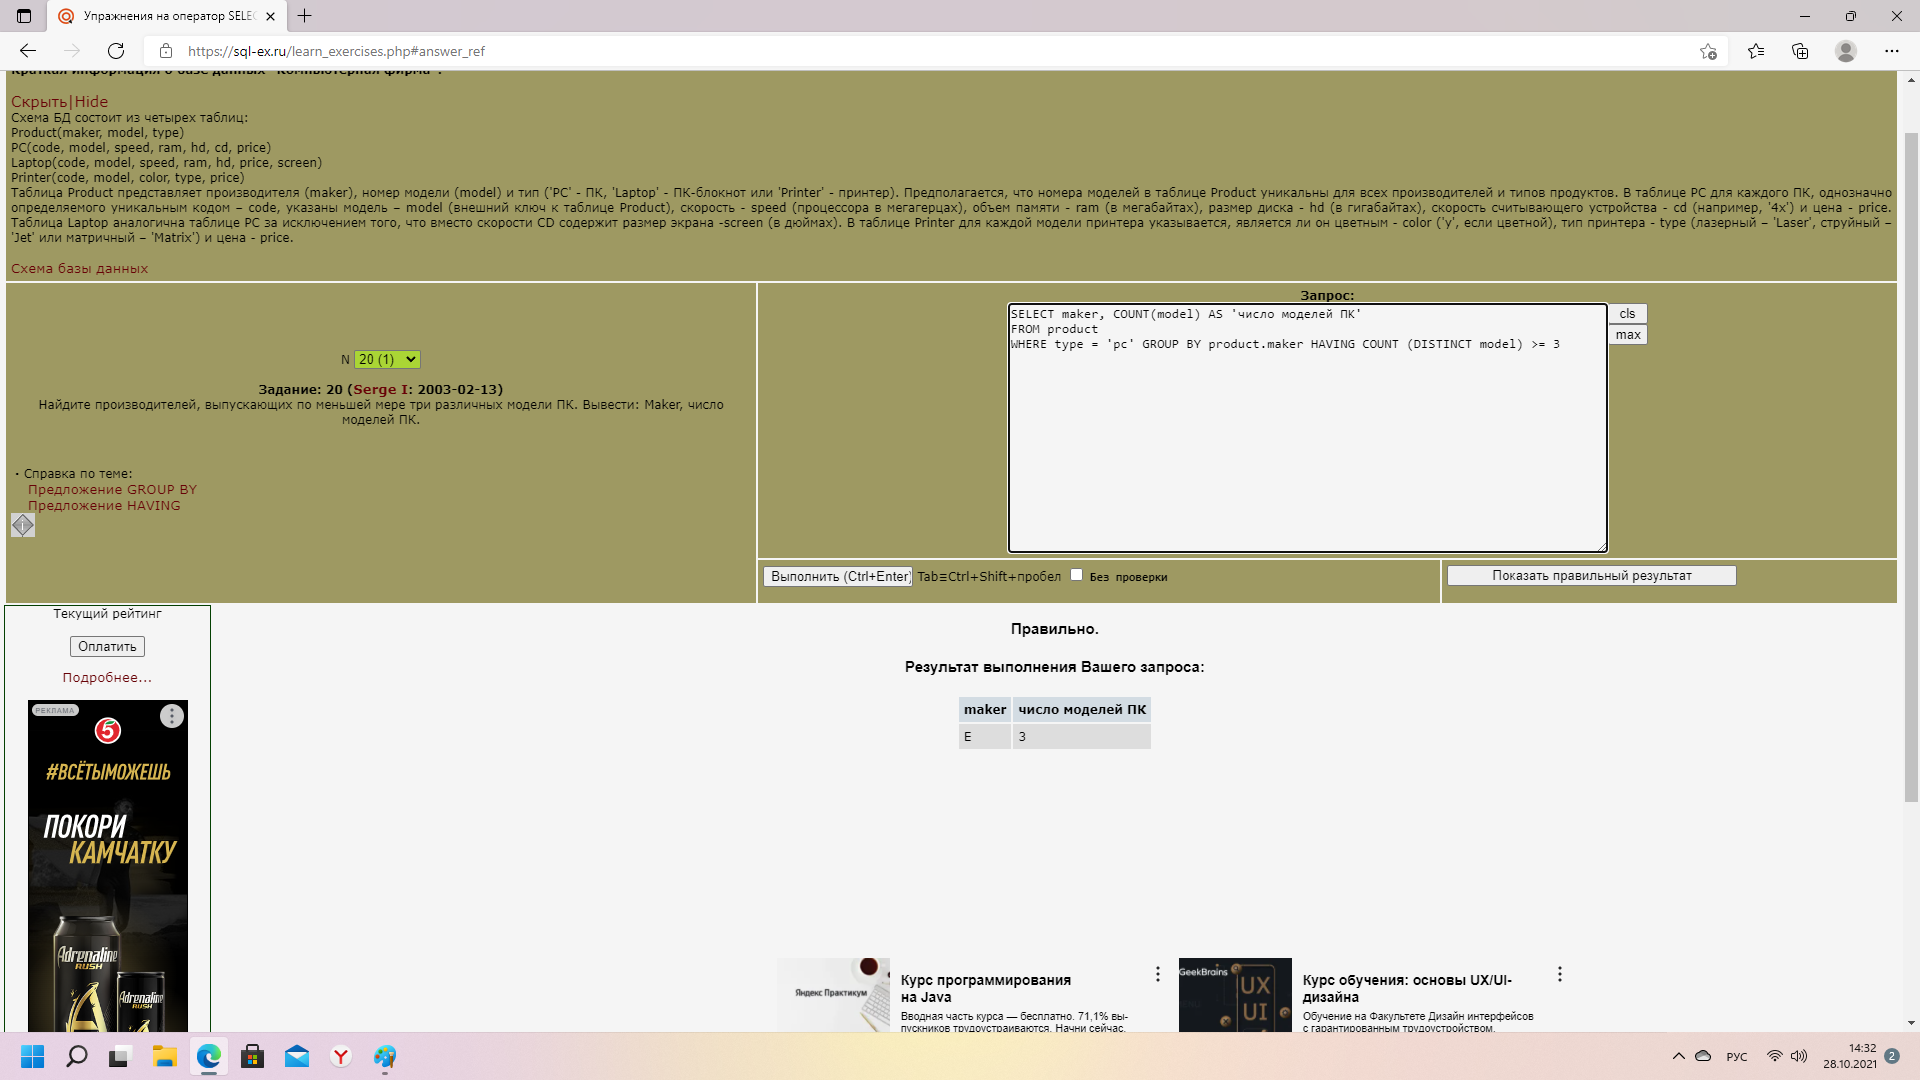 Упражнения на оператор SELEC
https://sql-ex.ru/learn_exercises.php#answer_ref
Краткая информация о базе данных "Компьютерная фирма":
Скрыть|Hide
Схема БД состоит из четырех таблиц:
Product(maker, model, type)
PC(code, model, speed, ram, hd, cd, price)
Laptop(code, model, speed, ram, hd, price, screen)
Printer(code, model, color, type, price)
Таблица Product представляет производителя (maker), номер модели (model) и тип ('PC' - ПК, 'Laptop' - ПК-блокнот или 'Printer' - принтер). Предполагается, что номера моделей в таблице Product уникальны для всех производителей и типов продуктов. В таблице PC для каждого ПК, однозначно
определяемого уникальным кодом – code, указаны модель – model (внешний ключ к таблице Product), скорость - speed (процессора в мегагерцах), объем памяти - ram (в мегабайтах), размер диска - hd (в гигабайтах), скорость считывающего устройства - cd (например, '4x') и цена - price.
Таблица Laptop аналогична таблице РС за исключением того, что вместо скорости CD содержит размер экрана -screen (в дюймах). В таблице Printer для каждой модели принтера указывается, является ли он цветным - color ('y', если цветной), тип принтера - type (лазерный – 'Laser', струйный –
'Jet' или матричный – 'Matrix') и цена - price.
Схема базы данных
N 20 (1)
Задание: 20 (Serge I: 2003-02-13)
Найдите производителей, выпускающих по меньшей мере три различных модели ПК. Вывести: Maker, число
моделей ПК.
· Справка по теме:
Предложение GROUP BY
Предложение HAVING
Запрос:
SELECT maker, COUNT(model) AS 'число моделей ПК'
FROM product
WHERE type = 'pc' GROUP BY product.maker HAVING COUNT (DISTINCT model) >= 3
cls
max
Выполнить (Ctrl+Enter) Tab≡Ctrl+Shift+пробел Без проверки
Показать правильный результат
Текущий рейтинг
Оплатить
Подробнее...
РЕКЛАМА
5
#ВСЁТЫМОЖЕШЬ
ПОКОРИ
КАМЧАТКУ
Adrenaline
RUSH
Adrenaline
RUSH
Правильно.
Результат выполнения Вашего запроса:
maker число моделей ПК
E 3
Яндекс Практикум
Курс программирования
на Java
Вводная часть курса — бесплатно. 71,1% вы-
пускников трудоустраиваются. Начни сейчас.
GeekBrains
UX
UI
Курс обучения: основы UX/UI-
дизайна
Обучение на Факультете Дизайн интерфейсов
с гарантированным трудоустройством.
РУС
14:32
28.10.2021
2